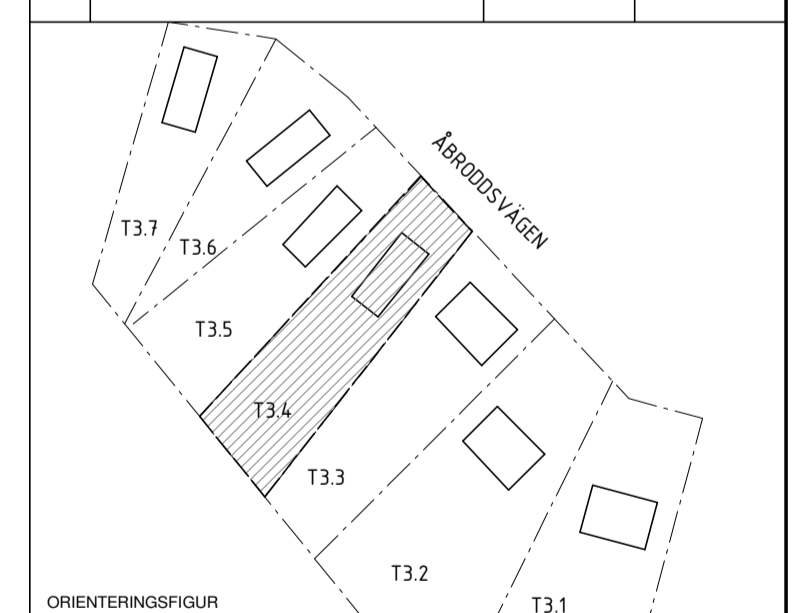 ÅBRODDSVÄGEN
T3.7
T3.6
T3.5
T3.4
T3.3
T3.2
T3.1
ORIENTERINGSFIGUR